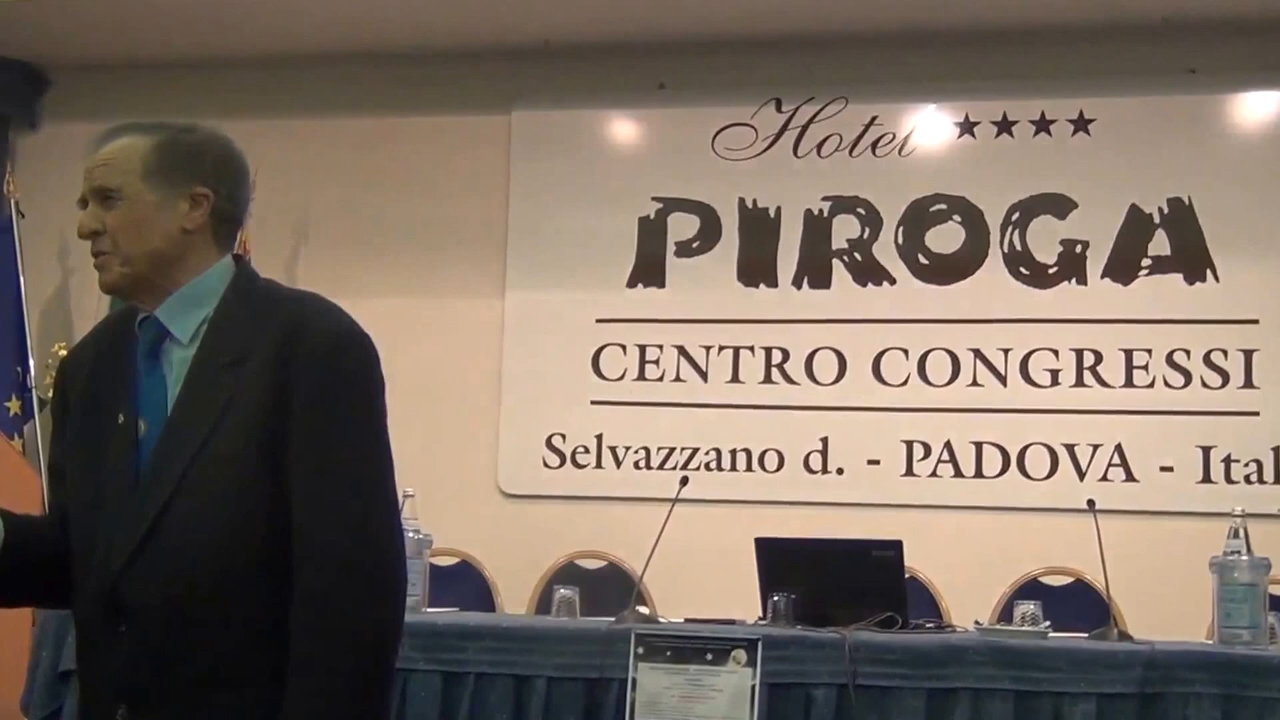 Hotel ★★★★
PIROGA
CENTRO CONGRESSI
Selvazzano d. - PADOVA - Ital